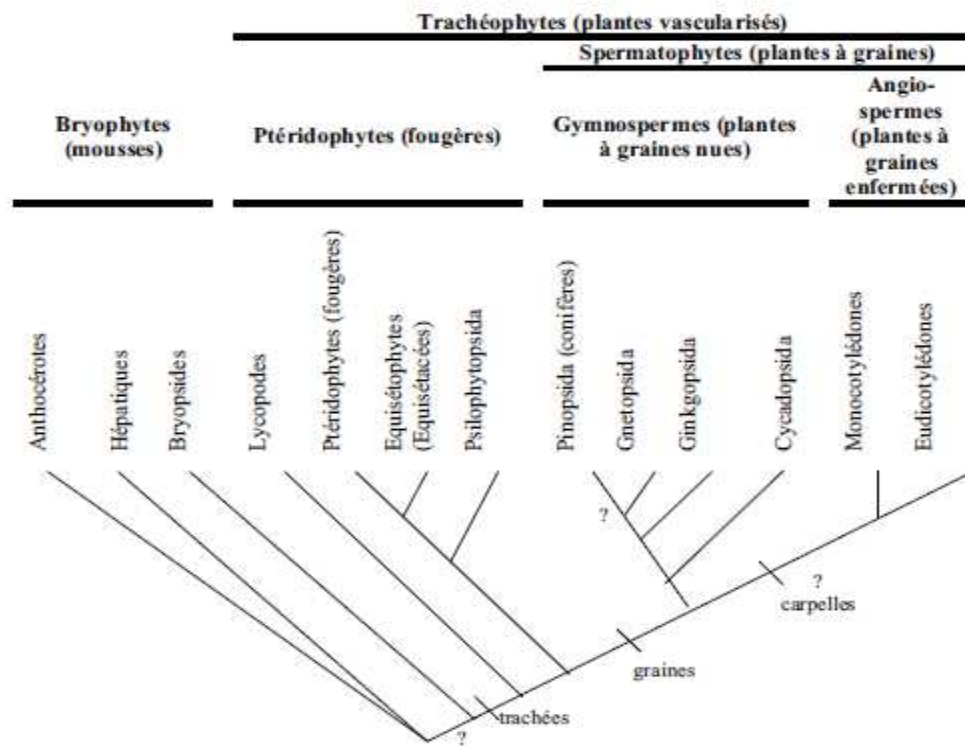 Trachéophytes (plantes vascularisés)
Spermatophytes (plantes à graines)
Bryophytes
(mousses)
Ptéridophytes (fougères)
Gymnospermes (plantes
à graines nues)
Angio-
spermes
(plantes à
graines
enfermées)
Anthocérotes
Hépatiques
Bryopsides
Lycopodes
Ptéridophytes (fougères)
Equisétophytes
(Equisétacées)
Psilophytopsida
Pinopsida (conifères)
Gnetopsida
Ginkgopsida
Cycadopsida
Monocotylédones
Eudicotylédones
?
?
carpelles
graines
trachées
?